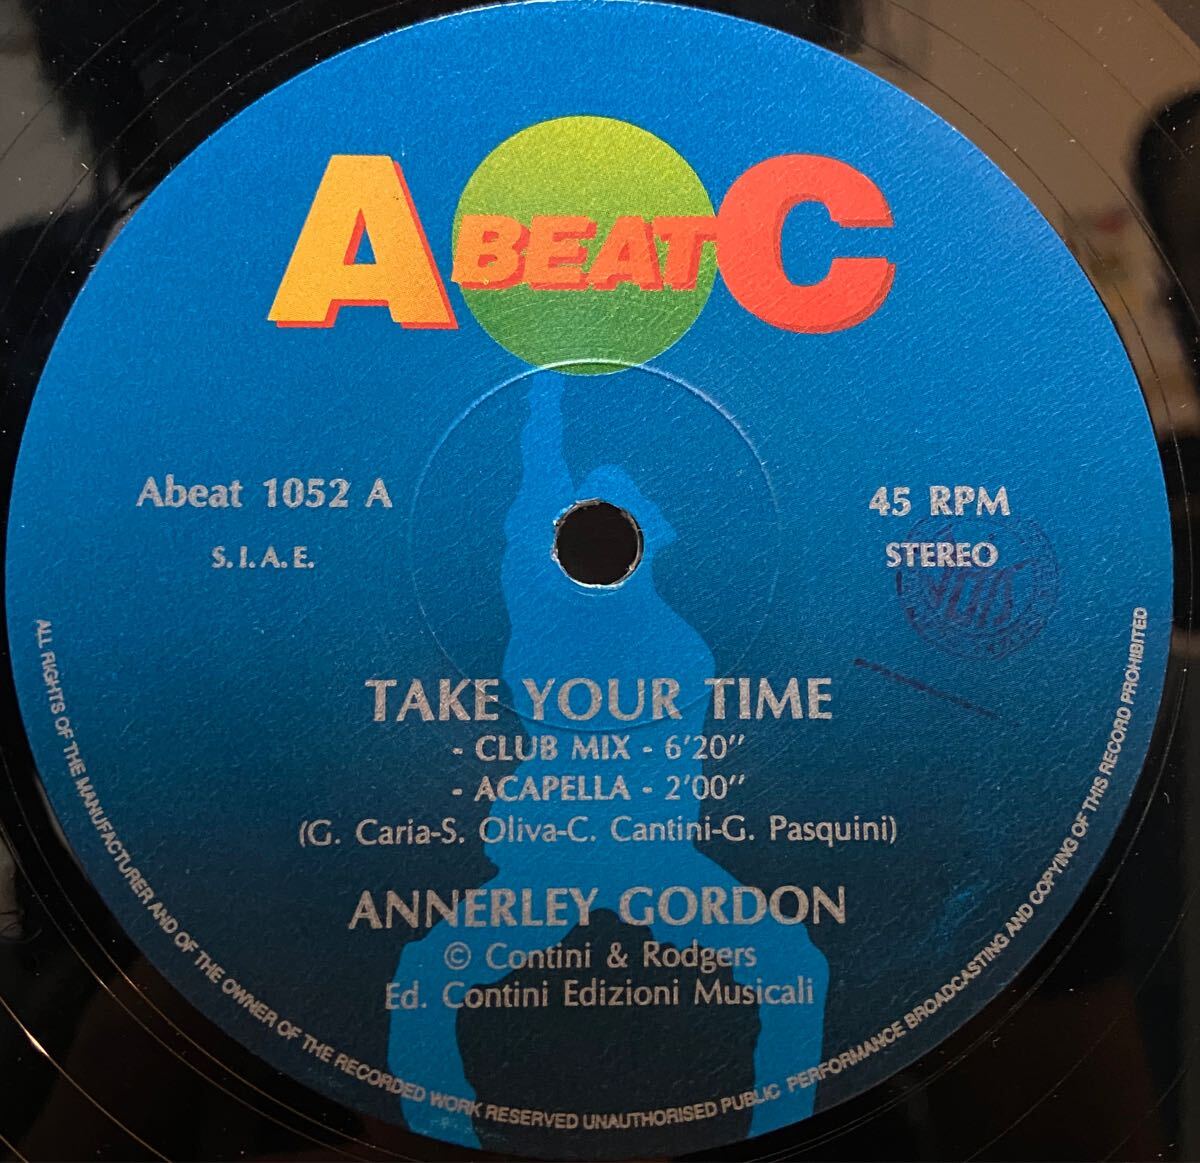 A BEAT C
Abeat 1052 A
S.I.A.E.
45 RPM
STEREO
TAKE YOUR TIME
- CLUB MIX - 6'20"
- ACAPELLA - 2'00"
(G. Caria-S. Oliva-C. Cantini-G. Pasquini)
ANNERLEY GORDON
© Contini & Rodgers
Ed. Contini Edizioni Musicali
ALL RIGHTS OF THE MANUFACTURER AND OF THE OWNER OF THE RECORDED WORK RESERVED UNAUTHORISED PUBLIC PERFORMANCE BROADCASTING AND COPYING OF THIS RECORD PROHIBITED